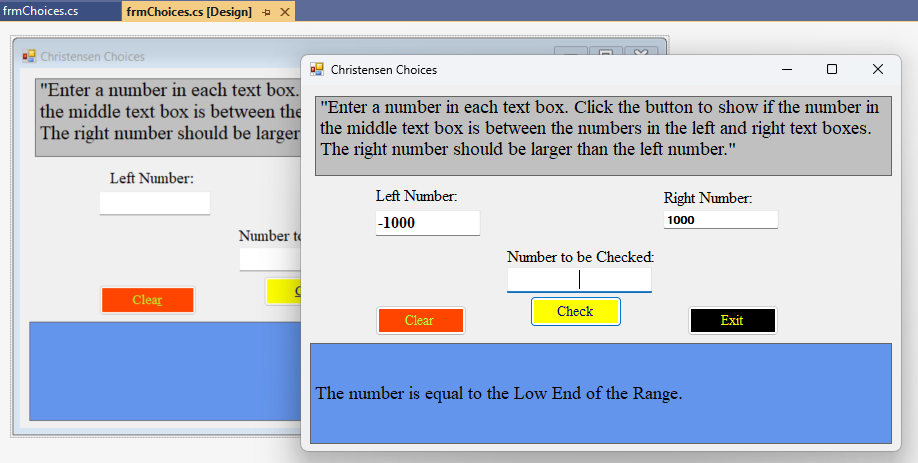 frmChoices.cs
frmChoices.cs [Design]
Christensen Choices
"Enter a number in each text box.
the middle text box is between the
The right number should be larger
Left Number:
Number to
Clear
C
Christensen Choices
"Enter a number in each text box. Click the button to show if the number in
the middle text box is between the numbers in the left and right text boxes.
The right number should be larger than the left number."
Left Number:
Right Number:
-1000
1000
Number to be Checked:
Clear
Check
Exit
The number is equal to the Low End of the Range.